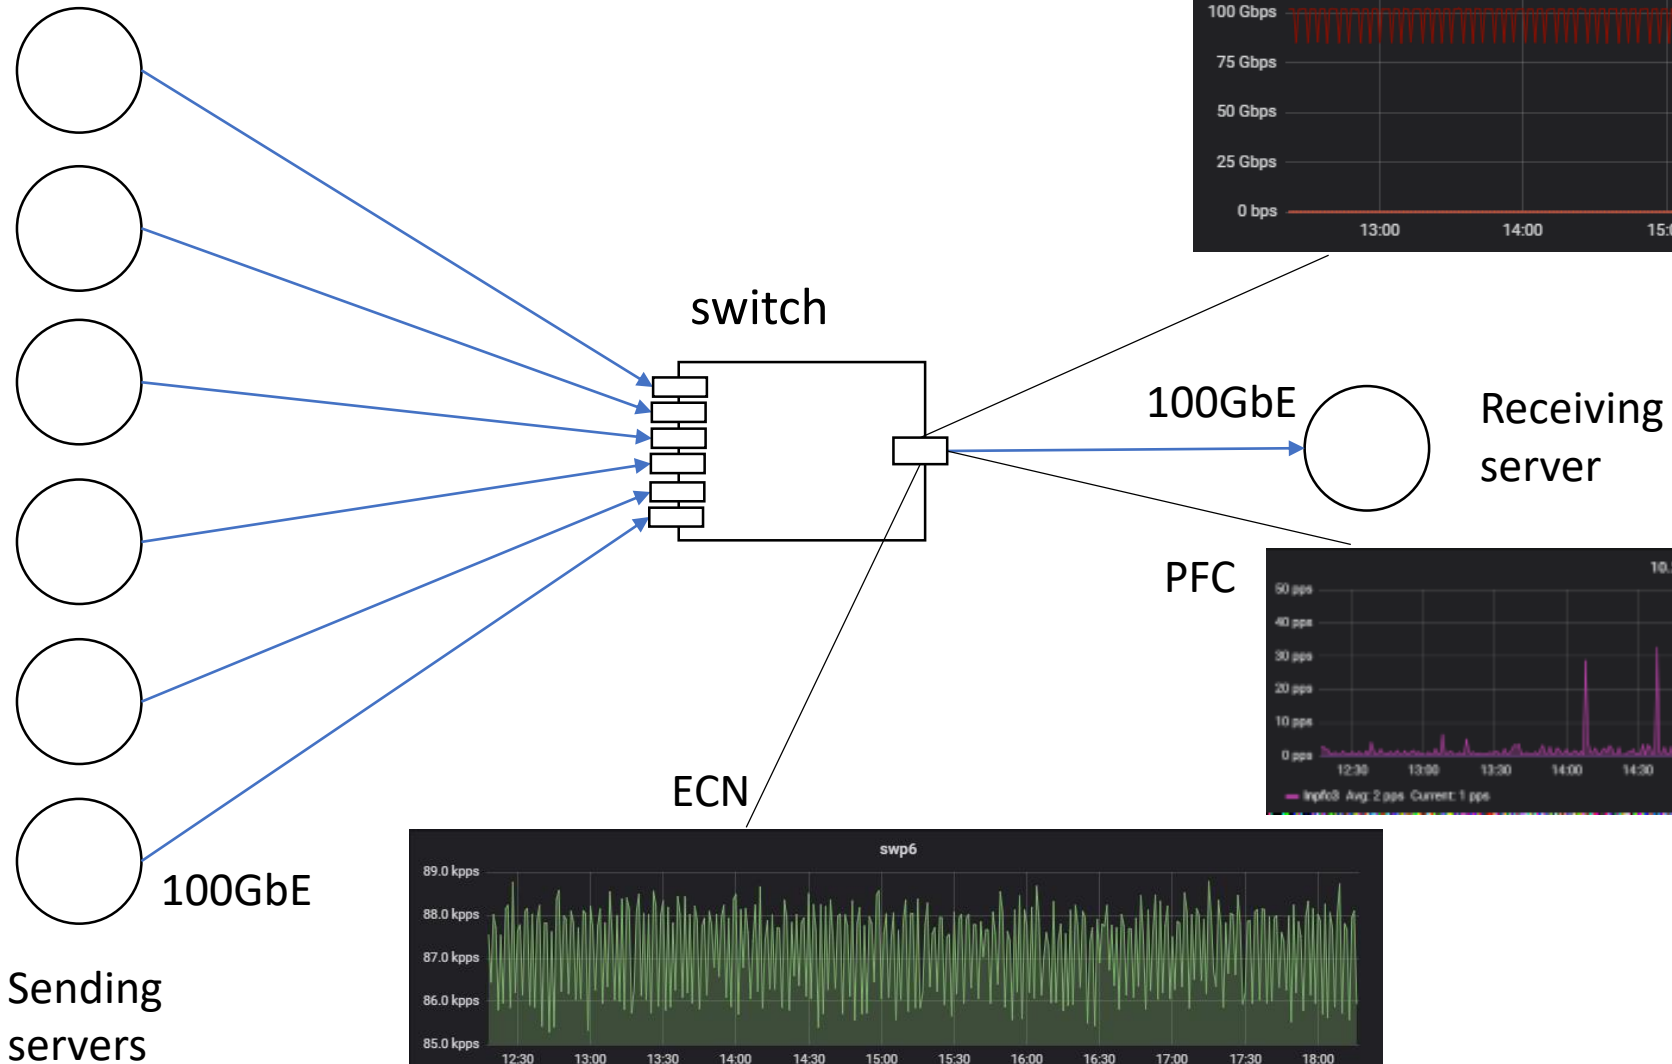 100 Gbps
75 Gbps
50 Gbps
25 Gbps
0 bps
13:00 14:00
switch
100GbE
Receiving
server
PFC
10.
50 pps
40 pps
30 pps
20 pps
10 pps
0 pps
12:30 13:00 13:30 14:00 14:30
Inpfc3 Avg: 2 pps Current: 1 pps
ECN
100GbE
swp6
89.0 kpps
88.0 kpps
87.0 kpps
86.0 kpps
85.0 kpps
12:30 13:00 13:30 14:00 14:30 15:00 15:30 16:00 16:30 17:00 17:30 18:00
Sending
servers